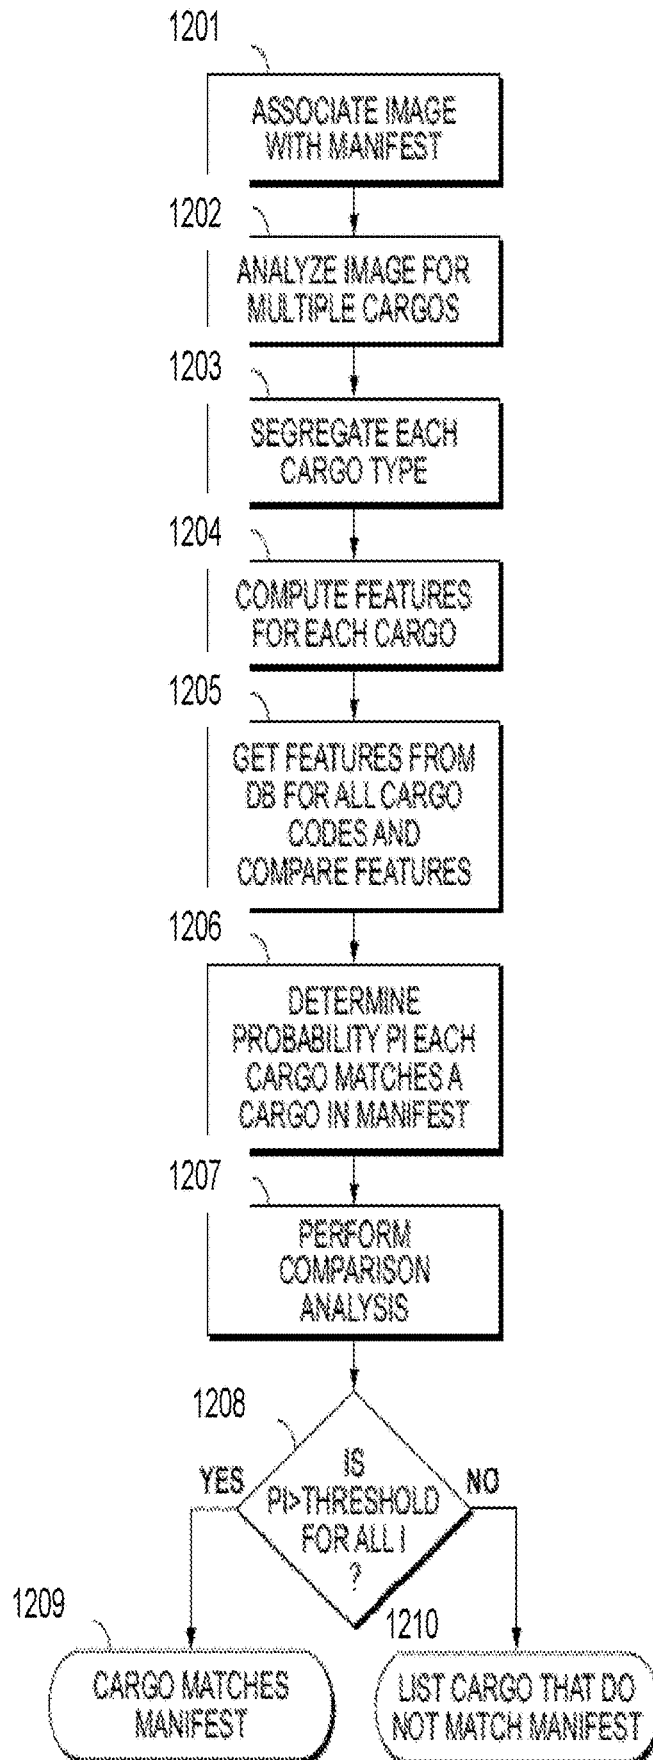 1201
ASSOCIATE IMAGE
WITH MANIFEST
1202
ANALYZE IMAGE FOR
MULTIPLE CARGOS
1203
SEGREGATE EACH
CARGO TYPE
1204
COMPUTE FEATURES
FOR EACH CARGO
1205
GET FEATURES FROM
DB FOR ALL CARGO
CODES AND
COMPARE FEATURES
1206
DETERMINE
PROBABILITY PI EACH
CARGO MATCHES A
CARGO IN MANIFEST
1207
PERFORM
COMPARISON
ANALYSIS
1208
YES
IS
PI>THRESHOLD
FOR ALL I
?
NO
1209
CARGO MATCHES
MANIFEST
1210
LIST CARGO THAT DO
NOT MATCH MANIFEST